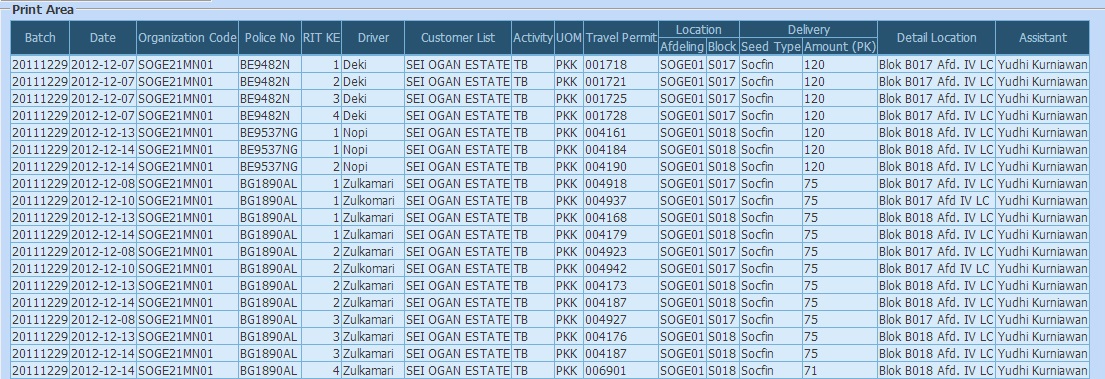 Print Area
Location Delivery
Batch Date Organization Code Police No RIT KE Driver Customer List Activity UOM Travel Permit Afdeling Block Seed Type Amount (PK) Detail Location Assistant
20111229 2012-12-07 SOGE21MN01 BE9482N 1 Deki SEI OGAN ESTATE TB PKK 001718 SOGE01 S017 Socfin 120 Blok B017 Afd. IV LC Yudhi Kurniawan
20111229 2012-12-07 SOGE21MN01 BE9482N 2 Deki SEI OGAN ESTATE TB PKK 001721 SOGE01 S017 Socfin 120 Blok B017 Afd. IV LC Yudhi Kurniawan
20111229 2012-12-07 SOGE21MN01 BE9482N 3 Deki SEI OGAN ESTATE TB PKK 001725 SOGE01 S017 Socfin 120 Blok B017 Afd. IV LC Yudhi Kurniawan
20111229 2012-12-07 SOGE21MN01 BE9482N 4 Deki SEI OGAN ESTATE TB PKK 001728 SOGE01 S017 Socfin 120 Blok B017 Afd. IV LC Yudhi Kurniawan
20111229 2012-12-13 SOGE21MN01 BE9537NG 1 Nopi SEI OGAN ESTATE TB PKK 004161 SOGE01 S018 Socfin 120 Blok B018 Afd. IV LC Yudhi Kurniawan
20111229 2012-12-14 SOGE21MN01 BE9537NG 1 Nopi SEI OGAN ESTATE TB PKK 004184 SOGE01 S018 Socfin 120 Blok B018 Afd. IV LC Yudhi Kurniawan
20111229 2012-12-14 SOGE21MN01 BE9537NG 2 Nopi SEI OGAN ESTATE TB PKK 004190 SOGE01 S018 Socfin 120 Blok B018 Afd. IV LC Yudhi Kurniawan
20111229 2012-12-08 SOGE21MN01 BG1890AL 1 Zulkamari SEI OGAN ESTATE TB PKK 004918 SOGE01 S017 Socfin 75 Blok B017 Afd. IV LC Yudhi Kurniawan
20111229 2012-12-10 SOGE21MN01 BG1890AL 1 Zulkomari SEI OGAN ESTATE TB PKK 004937 SOGE01 S017 Socfin 75 Blok B017 Afd IV LC Yudhi Kurniawan
20111229 2012-12-13 SOGE21MN01 BG1890AL 1 Zulkamari SEI OGAN ESTATE TB PKK 004168 SOGE01 S018 Socfin 75 Blok B018 Afd. IV LC Yudhi Kurniawan
20111229 2012-12-14 SOGE21MN01 BG1890AL 1 Zulkamari SEI OGAN ESTATE TB PKK 004179 SOGE01 S018 Socfin 75 Blok B018 Afd. IV LC Yudhi Kurniawan
20111229 2012-12-08 SOGE21MN01 BG1890AL 2 Zulkamari SEI OGAN ESTATE TB PKK 004923 SOGE01 S017 Socfin 75 Blok B017 Afd. IV LC Yudhi Kurniawan
20111229 2012-12-10 SOGE21MN01 BG1890AL 2 Zulkomari SEI OGAN ESTATE TB PKK 004942 SOGE01 S017 Socfin 75 Blok B017 Afd IV LC Yudhi Kurniawan
20111229 2012-12-13 SOGE21MN01 BG1890AL 2 Zulkamari SEI OGAN ESTATE TB PKK 004173 SOGE01 S018 Socfin 75 Blok B018 Afd. IV LC Yudhi Kurniawan
20111229 2012-12-14 SOGE21MN01 BG1890AL 2 Zulkamari SEI OGAN ESTATE TB PKK 004187 SOGE01 S018 Socfin 75 Blok B018 Afd. IV LC Yudhi Kurniawan
20111229 2012-12-08 SOGE21MN01 BG1890AL 3 Zulkamari SEI OGAN ESTATE TB PKK 004927 SOGE01 S017 Socfin 75 Blok B017 Afd. IV LC Yudhi Kurniawan
20111229 2012-12-13 SOGE21MN01 BG1890AL 3 Zulkamari SEI OGAN ESTATE TB PKK 004176 SOGE01 S018 Socfin 75 Blok B018 Afd. IV LC Yudhi Kurniawan
20111229 2012-12-14 SOGE21MN01 BG1890AL 3 Zulkamari SEI OGAN ESTATE TB PKK 004187 SOGE01 S018 Socfin 75 Blok B018 Afd. IV LC Yudhi Kurniawan
20111229 2012-12-14 SOGE21MN01 BG1890AL 4 Zulkamari SEI OGAN ESTATE TB PKK 006901 SOGE01 S018 Socfin 71 Blok B018 Afd. IV LC Yudhi Kurniawan